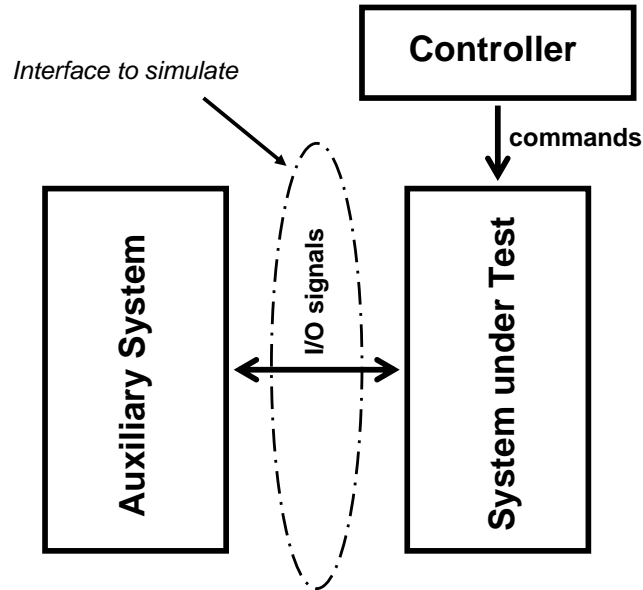 Controller
Interface to simulate
commands
Auxiliary System
I/O signals
System under Test